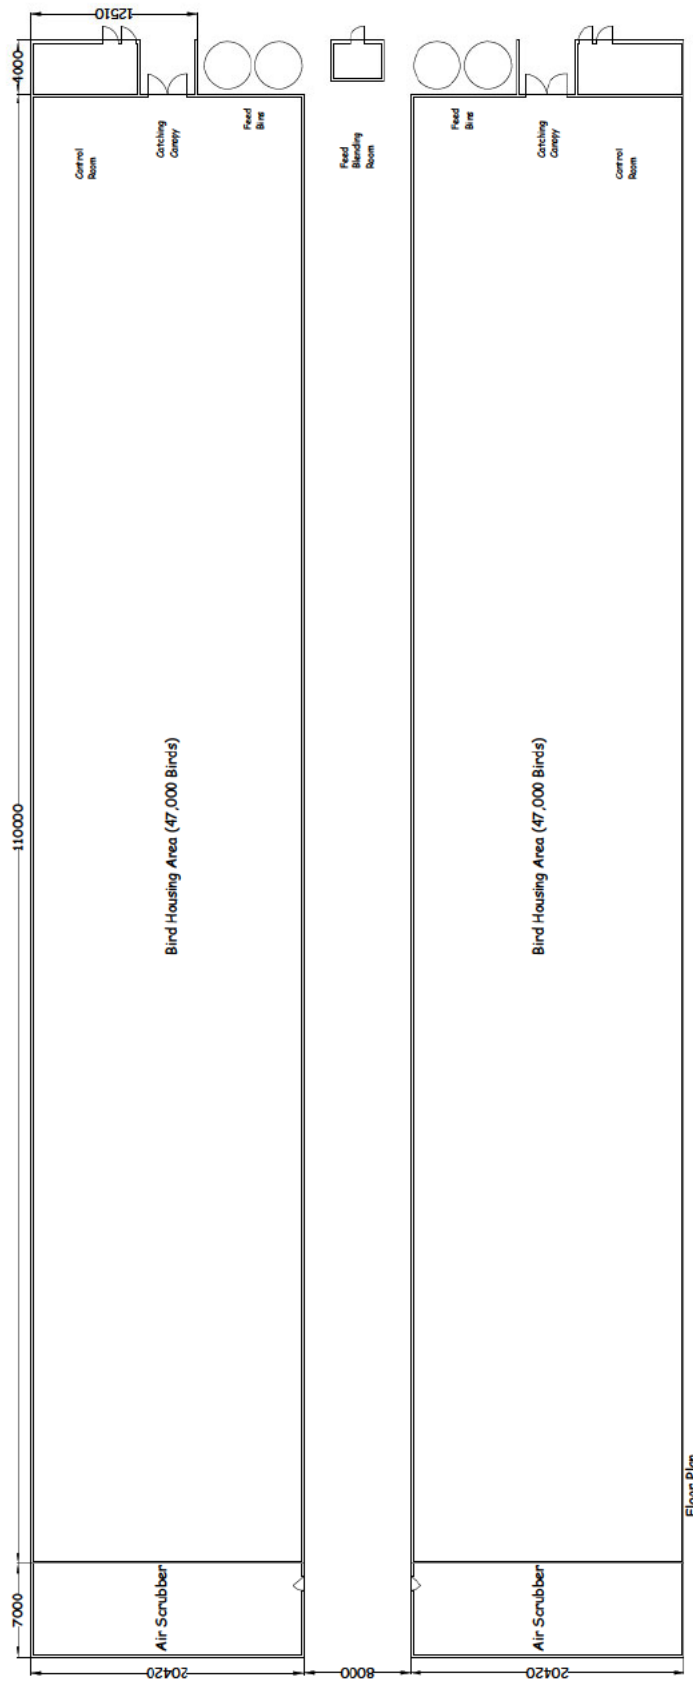 12510
4000
Control
Room
Catching
Canopy
Feed
Bins
Feed
Blending
Room
Feed
Bins
Catching
Canopy
Control
Room
110000
Bird Housing Area (47,000 Birds)
Bird Housing Area (47,000 Birds)
7000
Air Scrubber
Air Scrubber
20420
8000
20420
Floor Plan